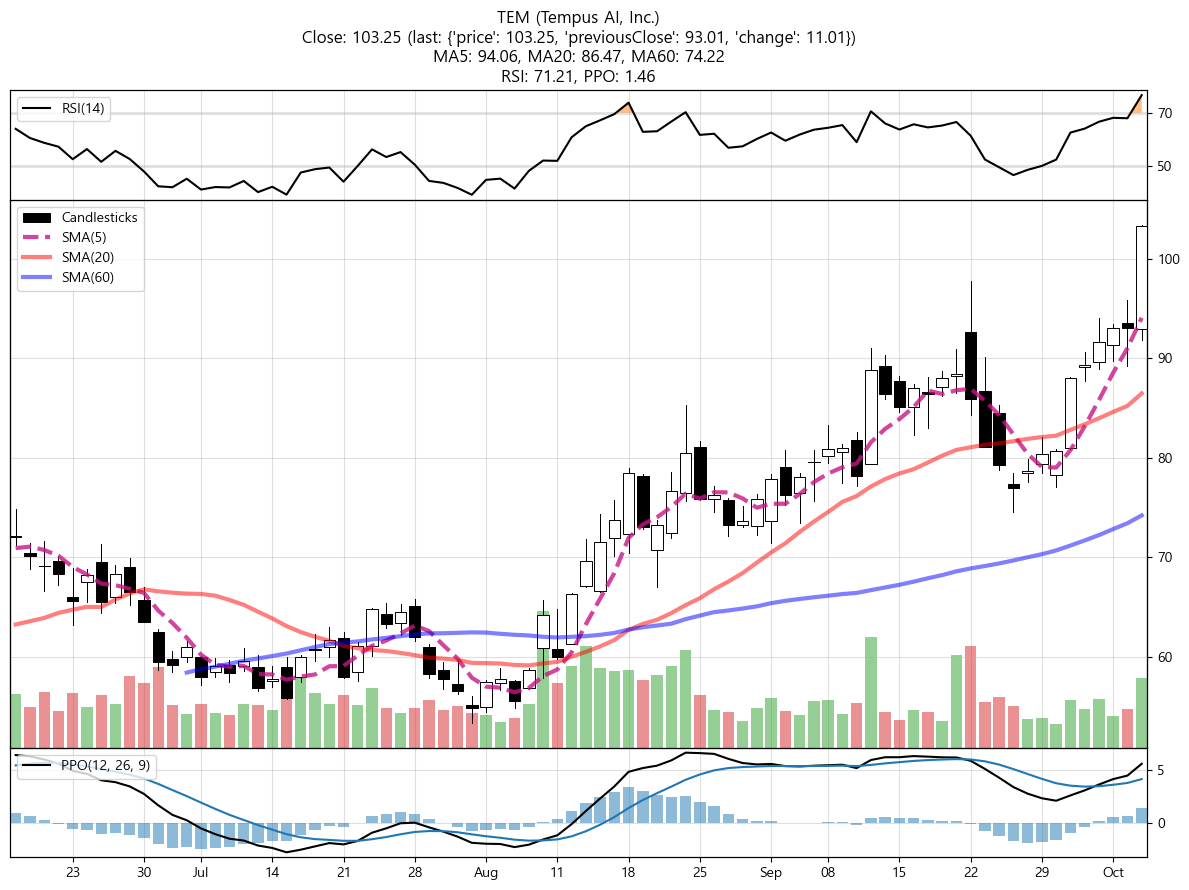 TEM (Tempus AI, Inc.)
Close: 103.25 (last: {'price': 103.25, 'previousClose': 93.01, 'change': 11.01})
MA5: 94.06, MA20: 86.47, MA60: 74.22
RSI: 71.21, PPO: 1.46
RSI(14)
70
50
Candlesticks
SMA(5)
SMA(20)
SMA(60)
100
90
80
70
60
PPO(12, 26, 9)
5
0
23 30 Jul 14 21 28 Aug 11 18 25 Sep 08 15 22 29 Oct